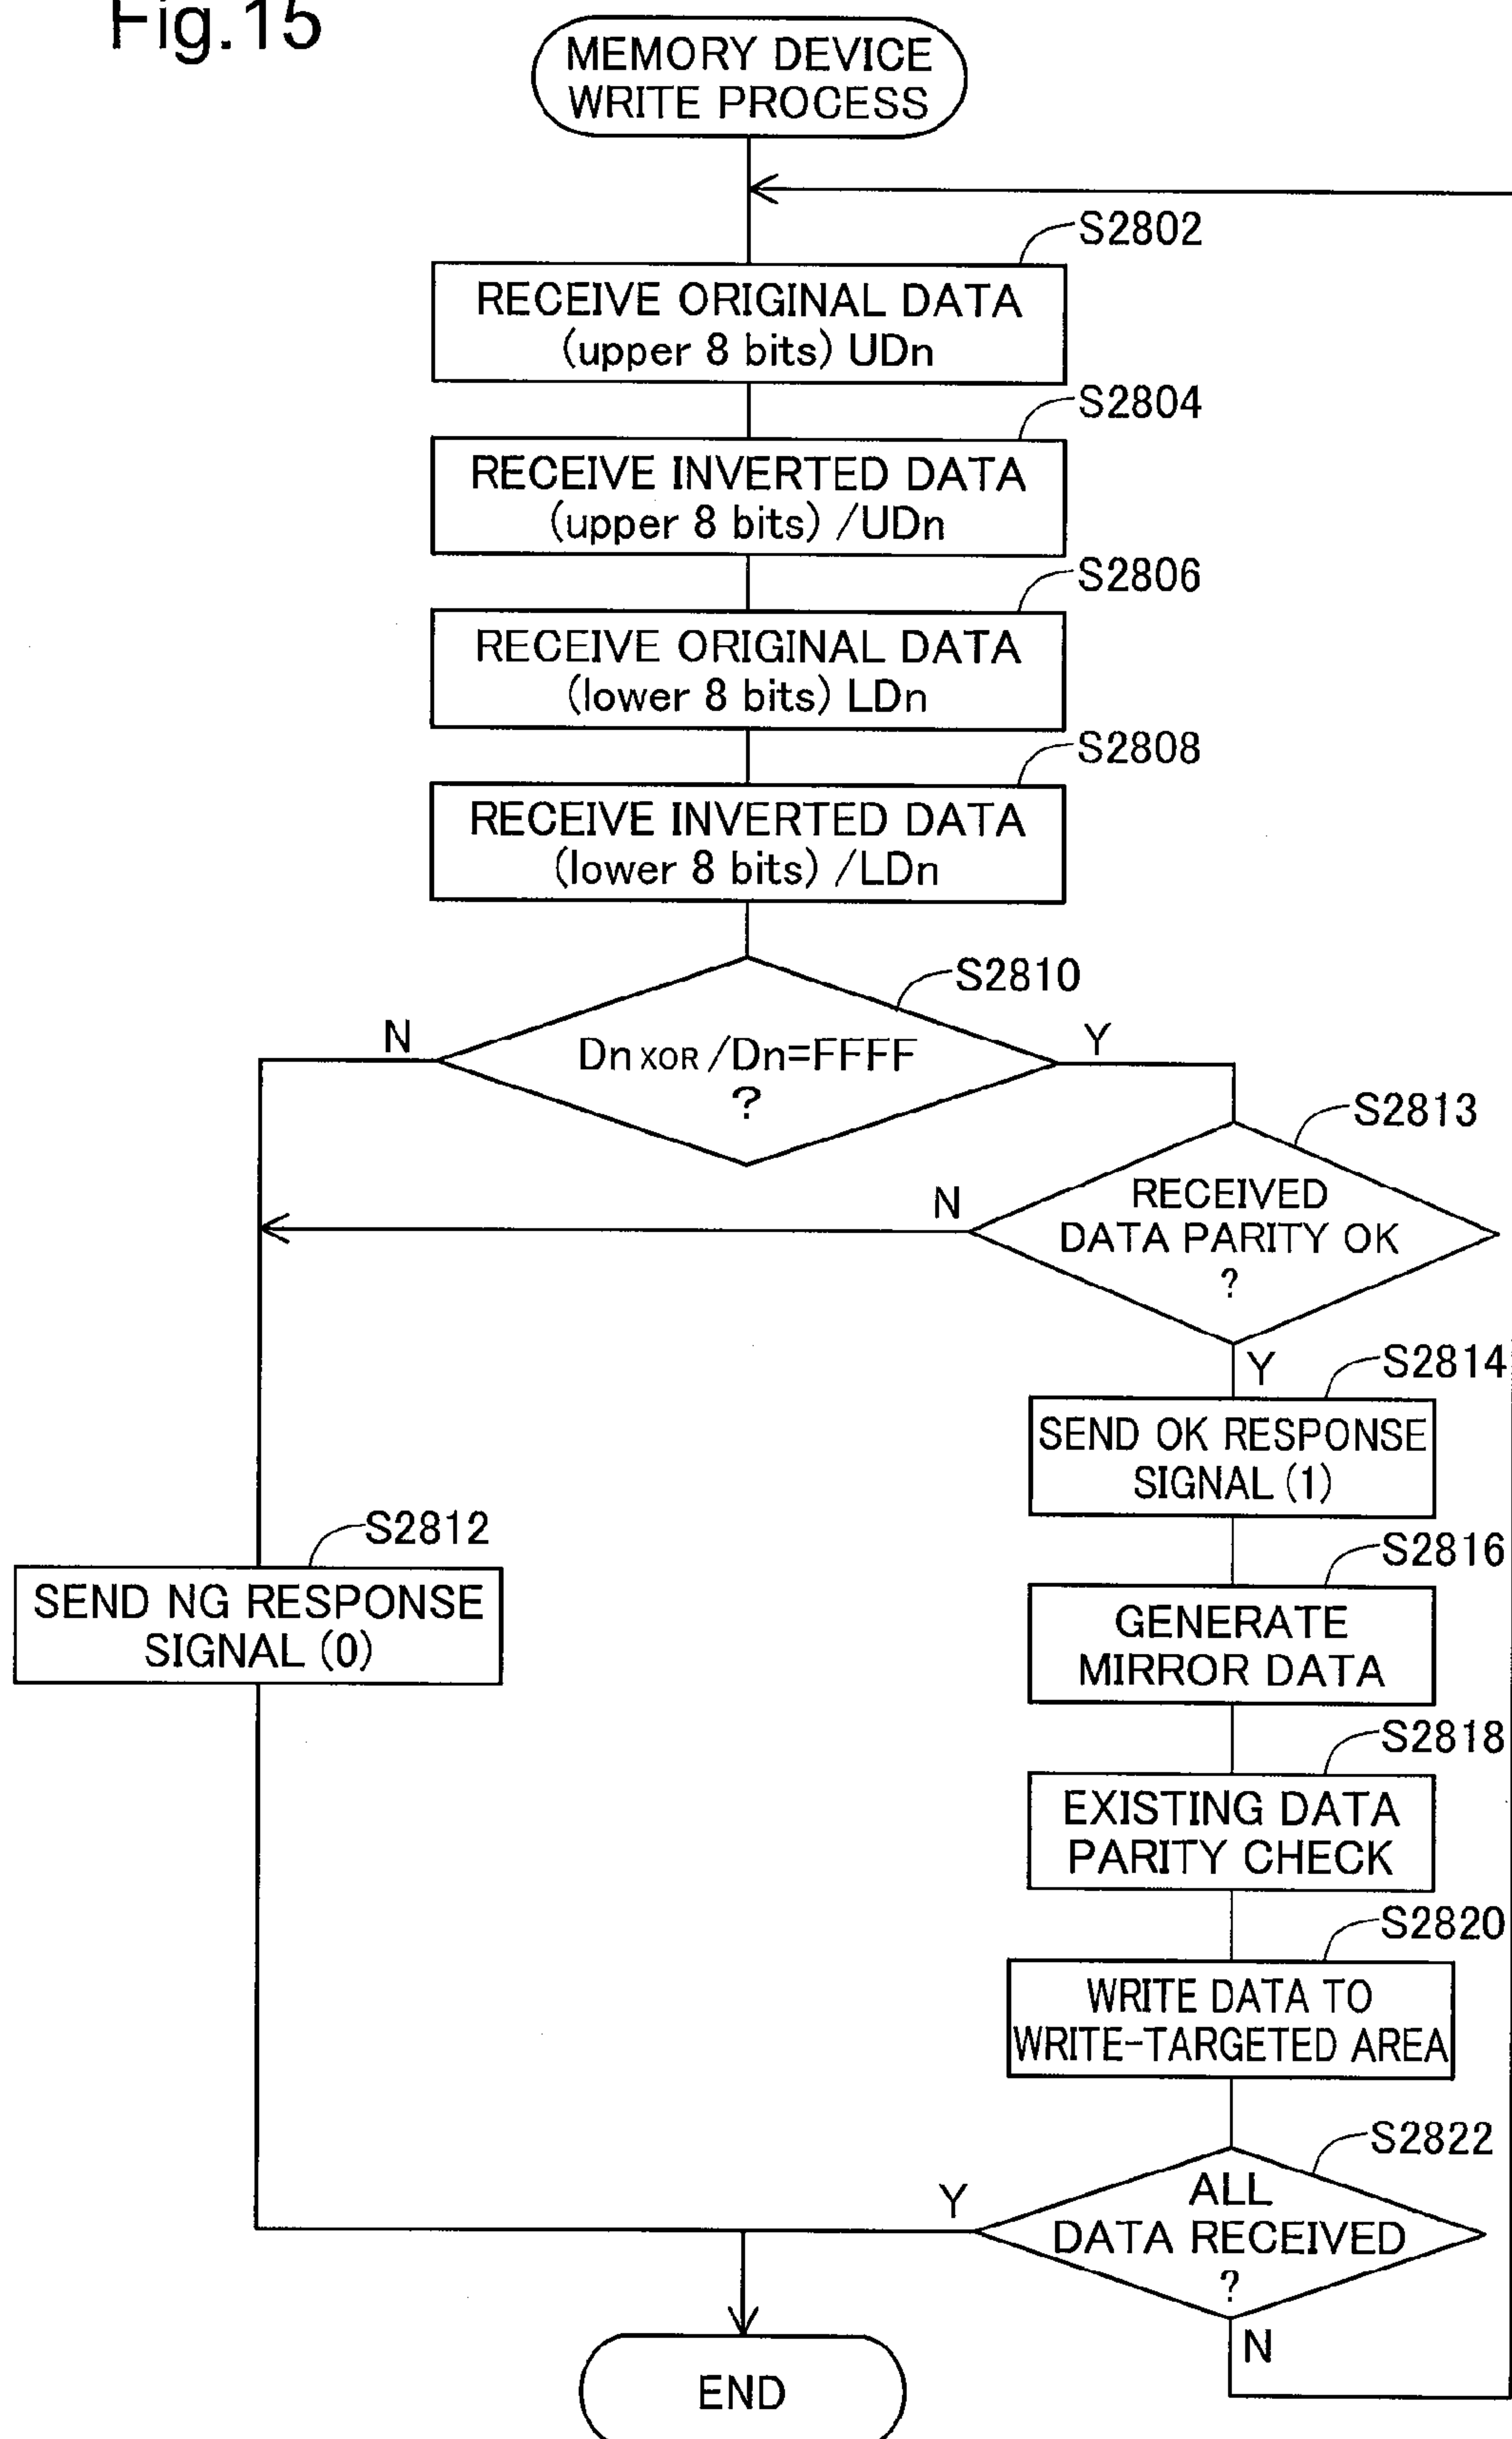 Fig.15
MEMORY DEVICE
WRITE PROCESS
S2802
RECEIVE ORIGINAL DATA
(upper 8 bits) UDn
S2804
RECEIVE INVERTED DATA
(upper 8 bits) /UDn
S2806
RECEIVE ORIGINAL DATA
(lower 8 bits) LDn
S2808
RECEIVE INVERTED DATA
(lower 8 bits) /LDn
S2810
N
Dn XOR /Dn=FFFF
?
Y
S2813
N
RECEIVED
DATA PARITY OK
?
Y
S2814
SEND OK RESPONSE
SIGNAL (1)
S2812
SEND NG RESPONSE
SIGNAL (0)
S2816
GENERATE
MIRROR DATA
S2818
EXISTING DATA
PARITY CHECK
S2820
WRITE DATA TO
WRITE-TARGETED AREA
S2822
Y
ALL
DATA RECEIVED
?
N
END